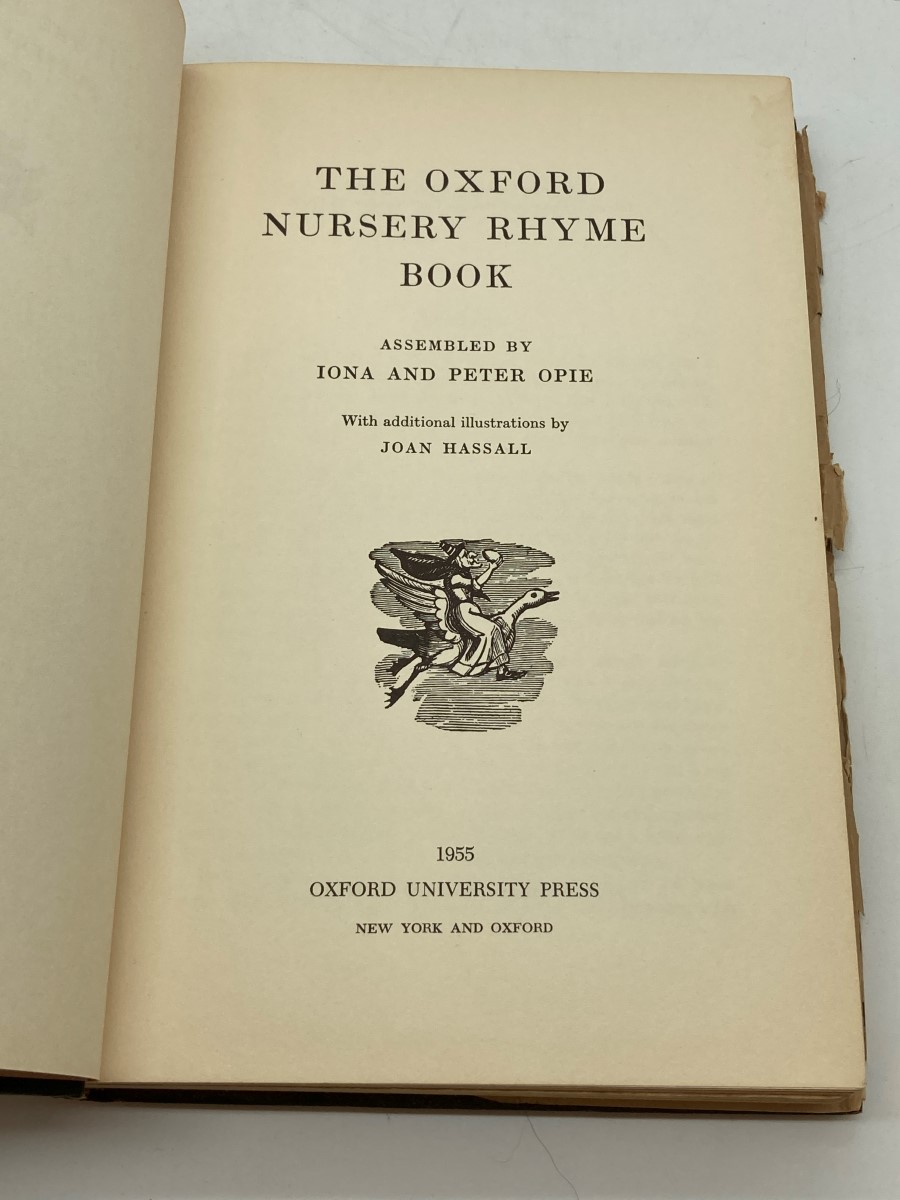 THE OXFORD
NURSERY RHYME
BOOK
ASSEMBLED BY
IONA AND PETER OPIE
With additional illustrations by
JOAN HASSALL
1955
OXFORD UNIVERSITY PRESS
NEW YORK AND OXFORD